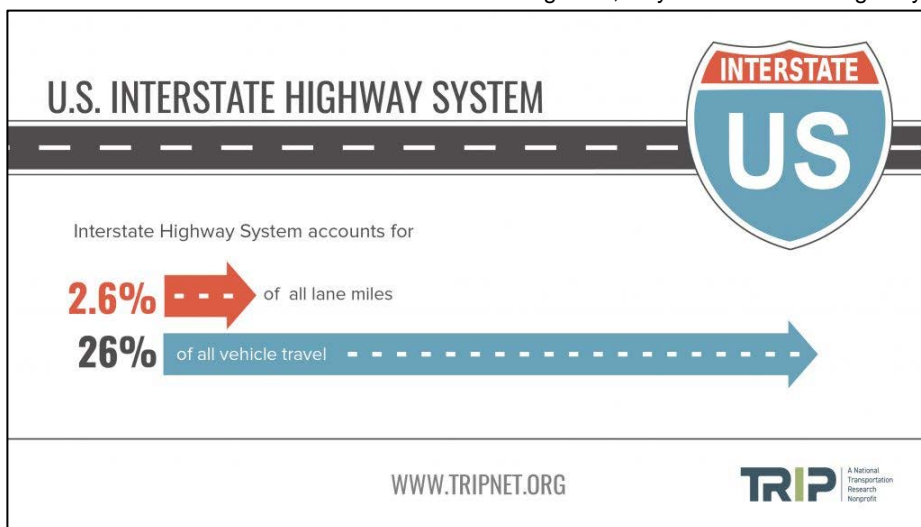 U.S. INTERSTATE HIGHWAY SYSTEM
INTERSTATE
US
Interstate Highway System accounts for
2.6% of all lane miles
26% of all vehicle travel
WWW.TRIPNET.ORG
TRIP
A National
Transportation
Research
Nonprofit